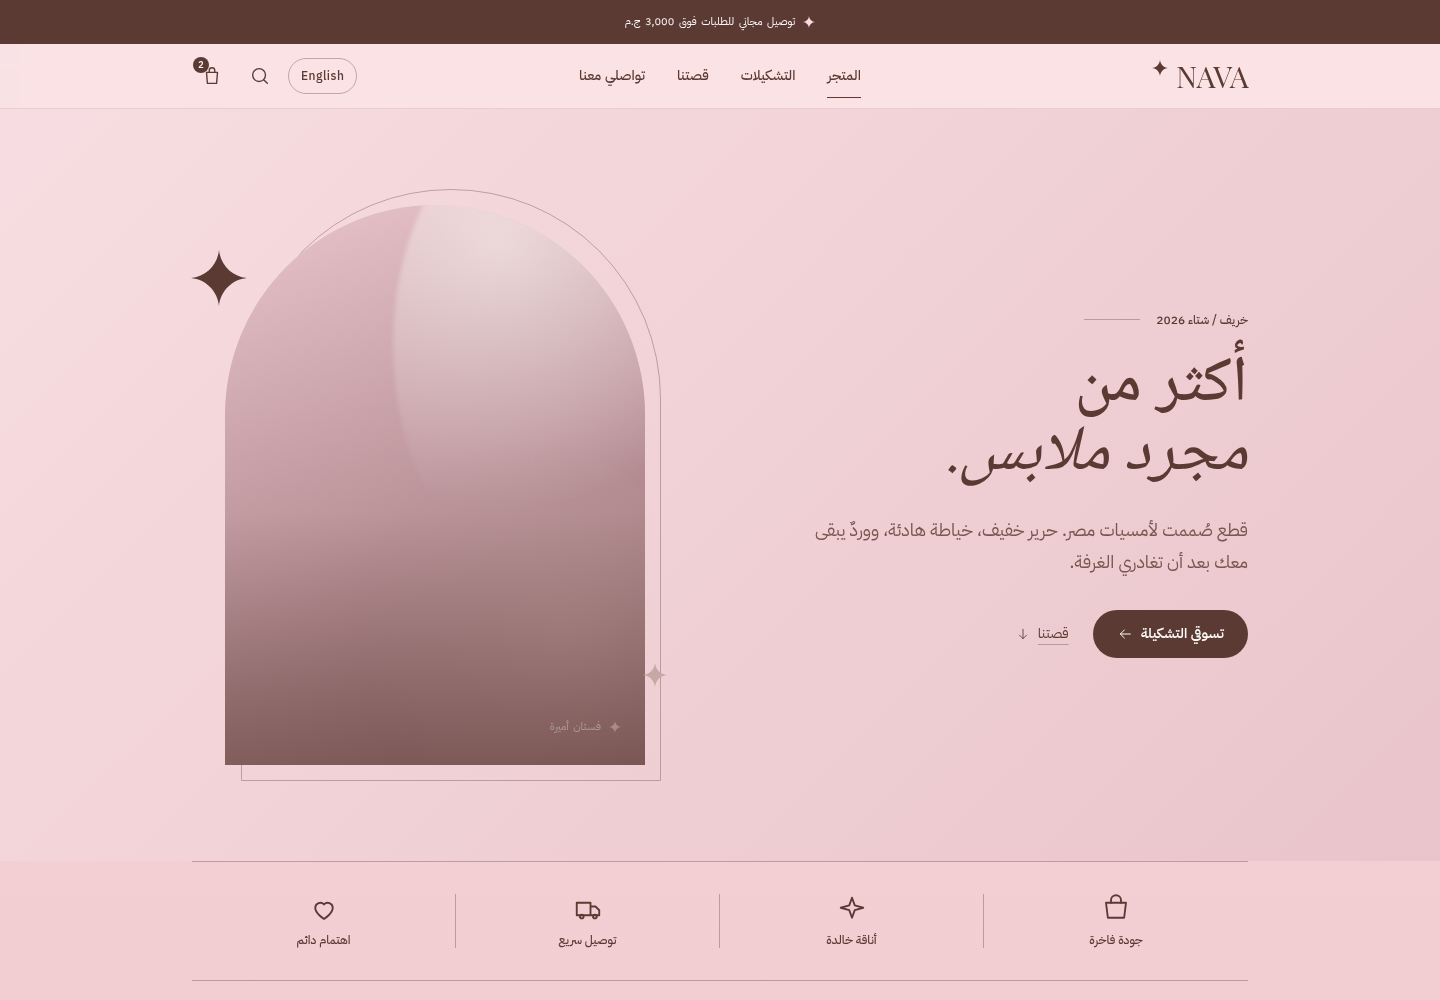 توصيل مجاني للطلبات فوق 3,000 ج.م
NAVA
المتجر
التشكيلات
قصتنا
تواصلي معنا
English
2
خريف / شتاء 2026
أكثر من
مجرد ملابس.
قطع صُممت لأمسيات مصر. حرير خفيف، خياطة هادئة، ووردٌ يبقى
معك بعد أن تغادري الغرفة.
تسوقي التشكيلة
قصتنا
فستان أميرة
جودة فاخرة
أناقة خالدة
توصيل سريع
اهتمام دائم